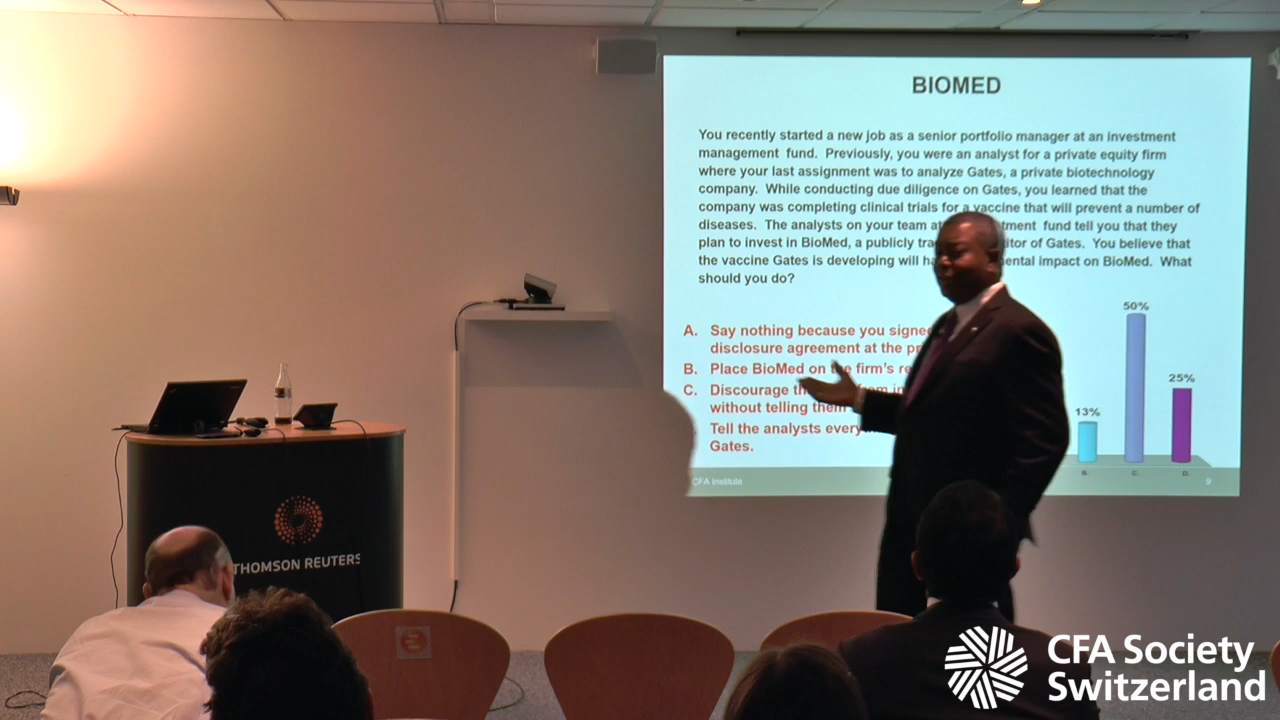 BIOMED
You recently started a new job as a senior portfolio manager at an investment
management fund. Previously, you were an analyst for a private equity firm
where your last assignment was to analyze Gates, a private biotechnology
company. While conducting due diligence on Gates, you learned that the
company was completing clinical trials for a vaccine that will prevent a number of
diseases. The analysts on your team at tment fund tell you that they
plan to invest in BioMed, a publicly tra itor of Gates. You believe that
the vaccine Gates is developing will ha ental impact on BioMed. What
should you do?
50%
A. Say nothing because you signe
disclosure agreement at the pr
B. Place BioMed on the firm's re
25%
C. Discourage th from in
without telling them
13%
Tell the analysts every
Gates.
B. C. D.
CFA Institute 9
THOMSON REUTERS
CFA Society
Switzerland